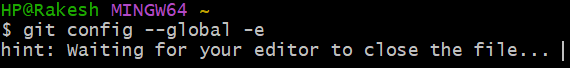 HP@Rakesh MINGW64 ~
$ git config --global -e
hint: Waiting for your editor to close the file...